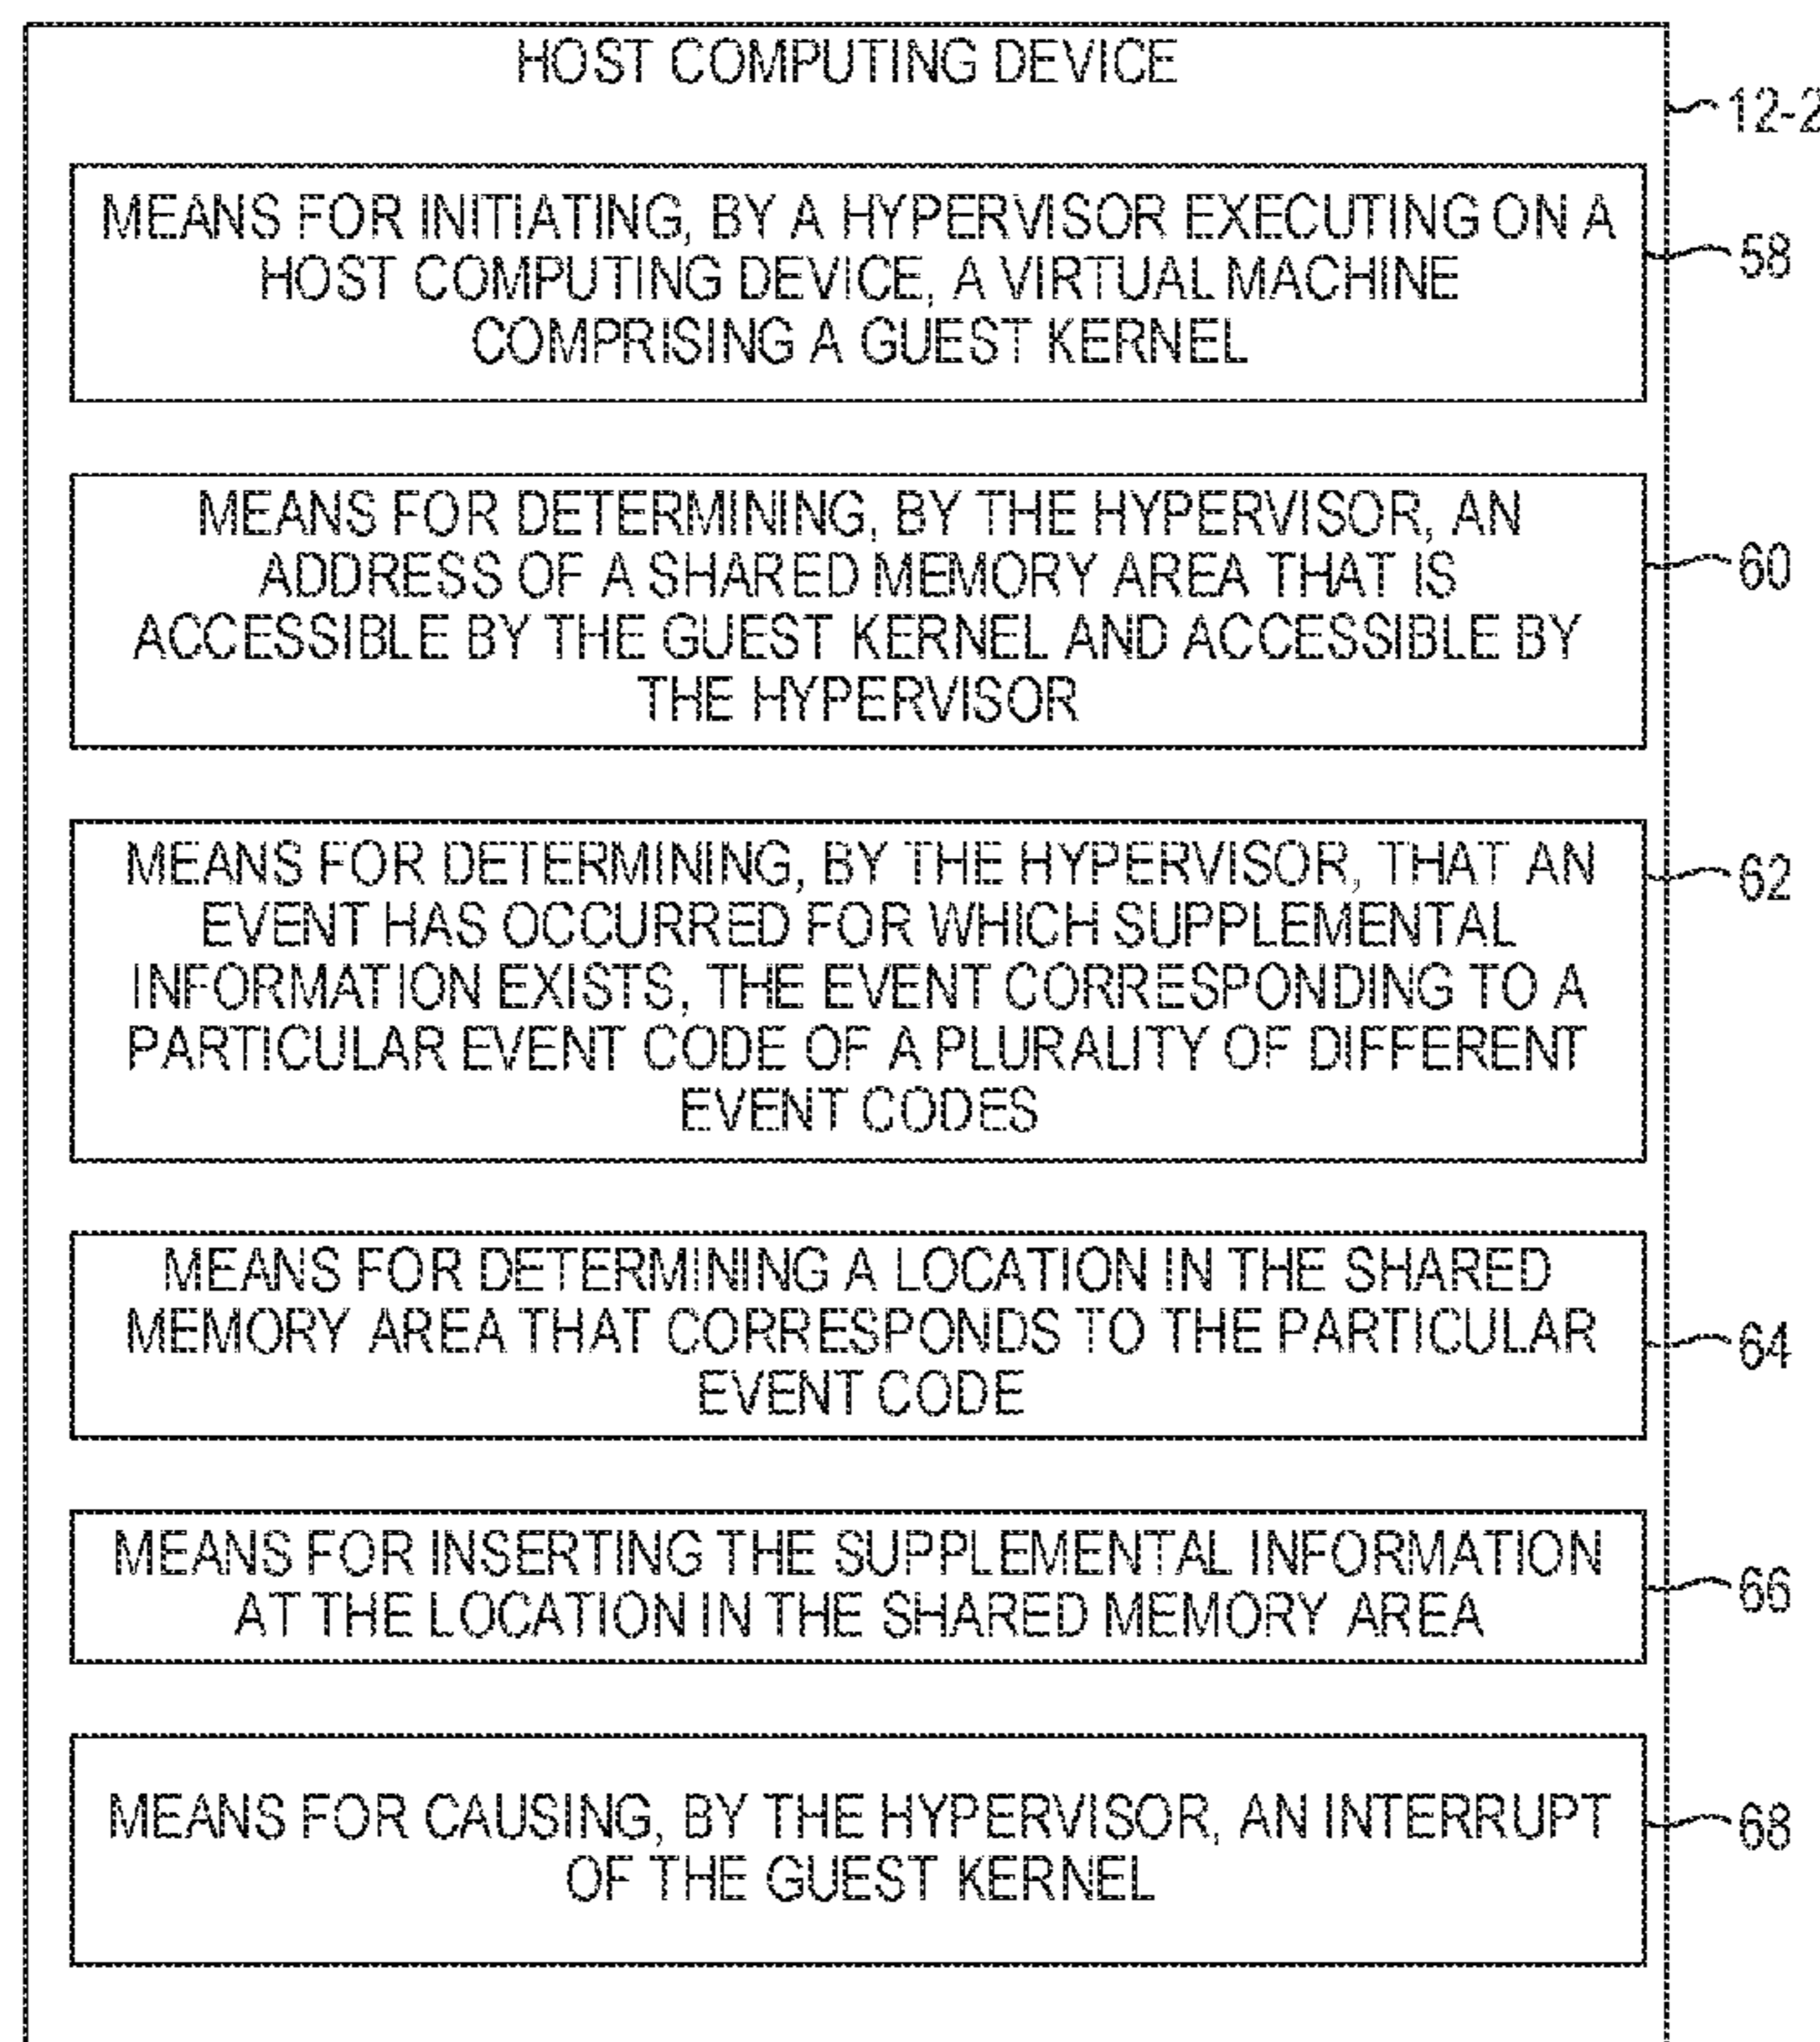 HOST COMPUTING DEVICE
12-2
MEANS FOR INITIATING, BY A HYPERVISOR EXECUTING ON A
HOST COMPUTING DEVICE, A VIRTUAL MACHINE
COMPRISING A GUEST KERNEL
58
MEANS FOR DETERMINING, BY THE HYPERVISOR, AN
ADDRESS OF A SHARED MEMORY AREA THAT IS
ACCESSIBLE BY THE GUEST KERNEL AND ACCESSIBLE BY
THE HYPERVISOR
60
MEANS FOR DETERMINING, BY THE HYPERVISOR, THAT AN
EVENT HAS OCCURRED FOR WHICH SUPPLEMENTAL
INFORMATION EXISTS, THE EVENT CORRESPONDING TO A
PARTICULAR EVENT CODE OF A PLURALITY OF DIFFERENT
EVENT CODES
62
MEANS FOR DETERMINING A LOCATION IN THE SHARED
MEMORY AREA THAT CORRESPONDS TO THE PARTICULAR
EVENT CODE
64
MEANS FOR INSERTING THE SUPPLEMENTAL INFORMATION
AT THE LOCATION IN THE SHARED MEMORY AREA
66
MEANS FOR CAUSING, BY THE HYPERVISOR, AN INTERRUPT
OF THE GUEST KERNEL
68